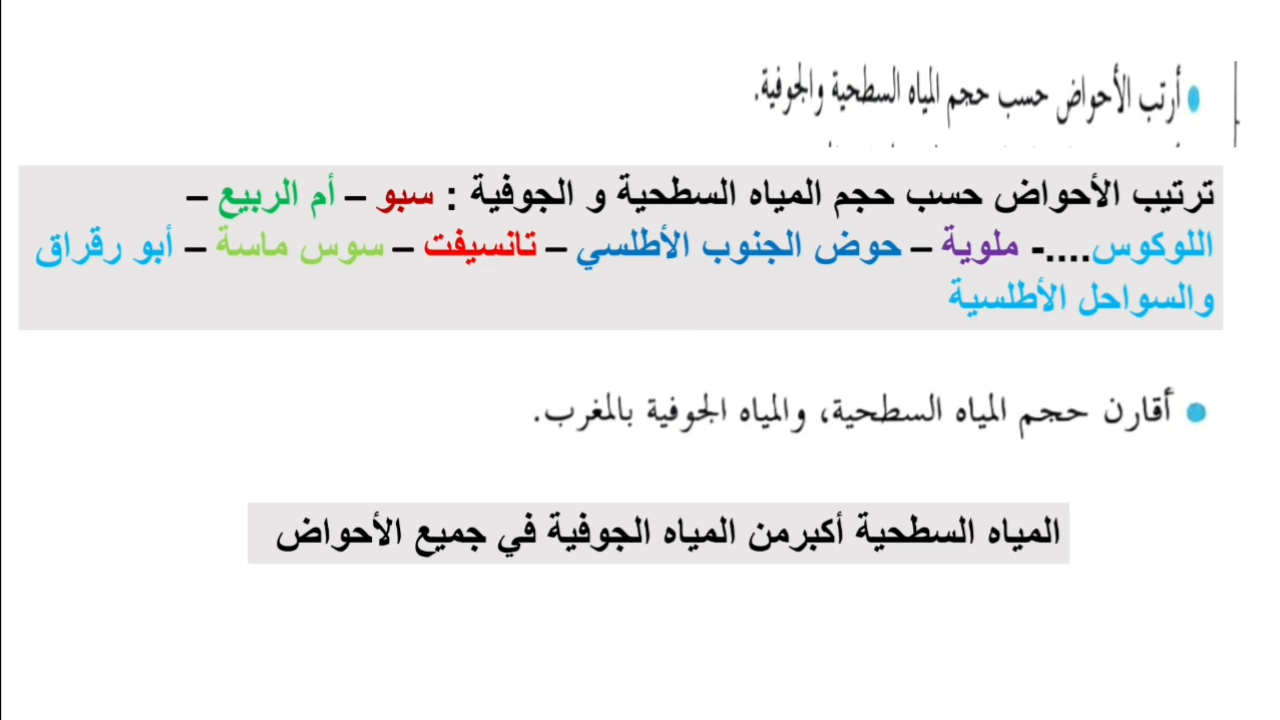 أرتب الأحواض حسب حجم المياه السطحية والجوفية.
ترتيب الأحواض حسب حجم المياه السطحية و الجوفية : سبو – أم الربيع –
اللوكوس....- ملوية – حوض الجنوب الأطلسي – تانسيفت – سوس ماسة – أبو رقراق
والسواحل الأطلسية
أقارن حجم المياه السطحية، والمياه الجوفية بالمغرب.
المياه السطحية أكبرمن المياه الجوفية في جميع الأحواض